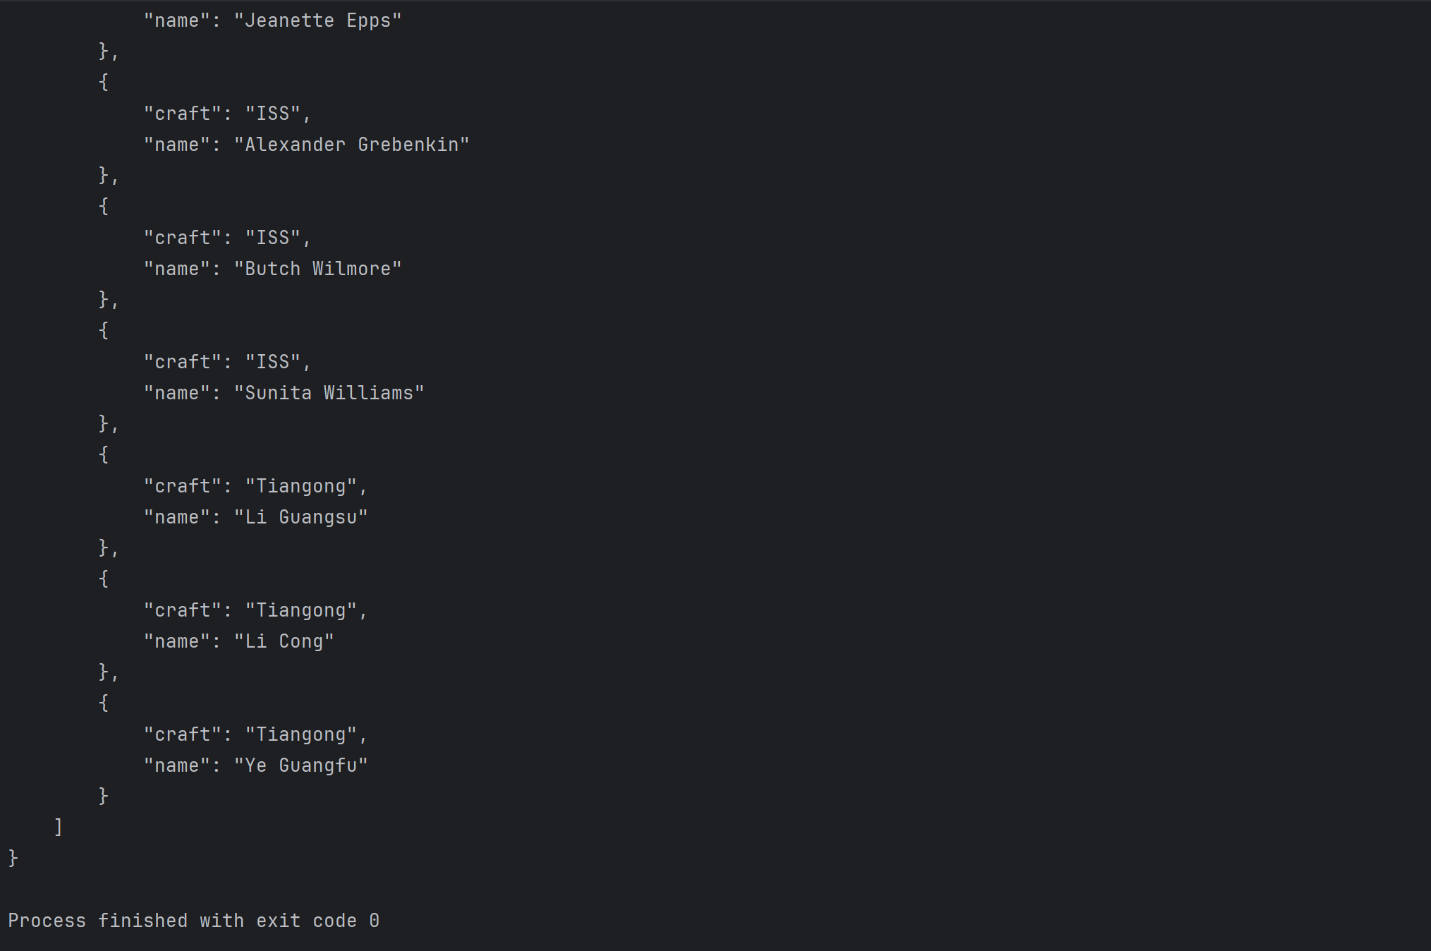 "name": "Jeanette Epps"
},
{
"craft": "ISS",
"name": "Alexander Grebenkin"
},
{
"craft": "ISS",
"name": "Butch Wilmore"
},
{
"craft": "ISS",
"name": "Sunita Williams"
},
{
"craft": "Tiangong",
"name": "Li Guangsu"
},
{
"craft": "Tiangong",
"name": "Li Cong"
},
{
"craft": "Tiangong",
"name": "Ye Guangfu"
}
]
}
Process finished with exit code 0